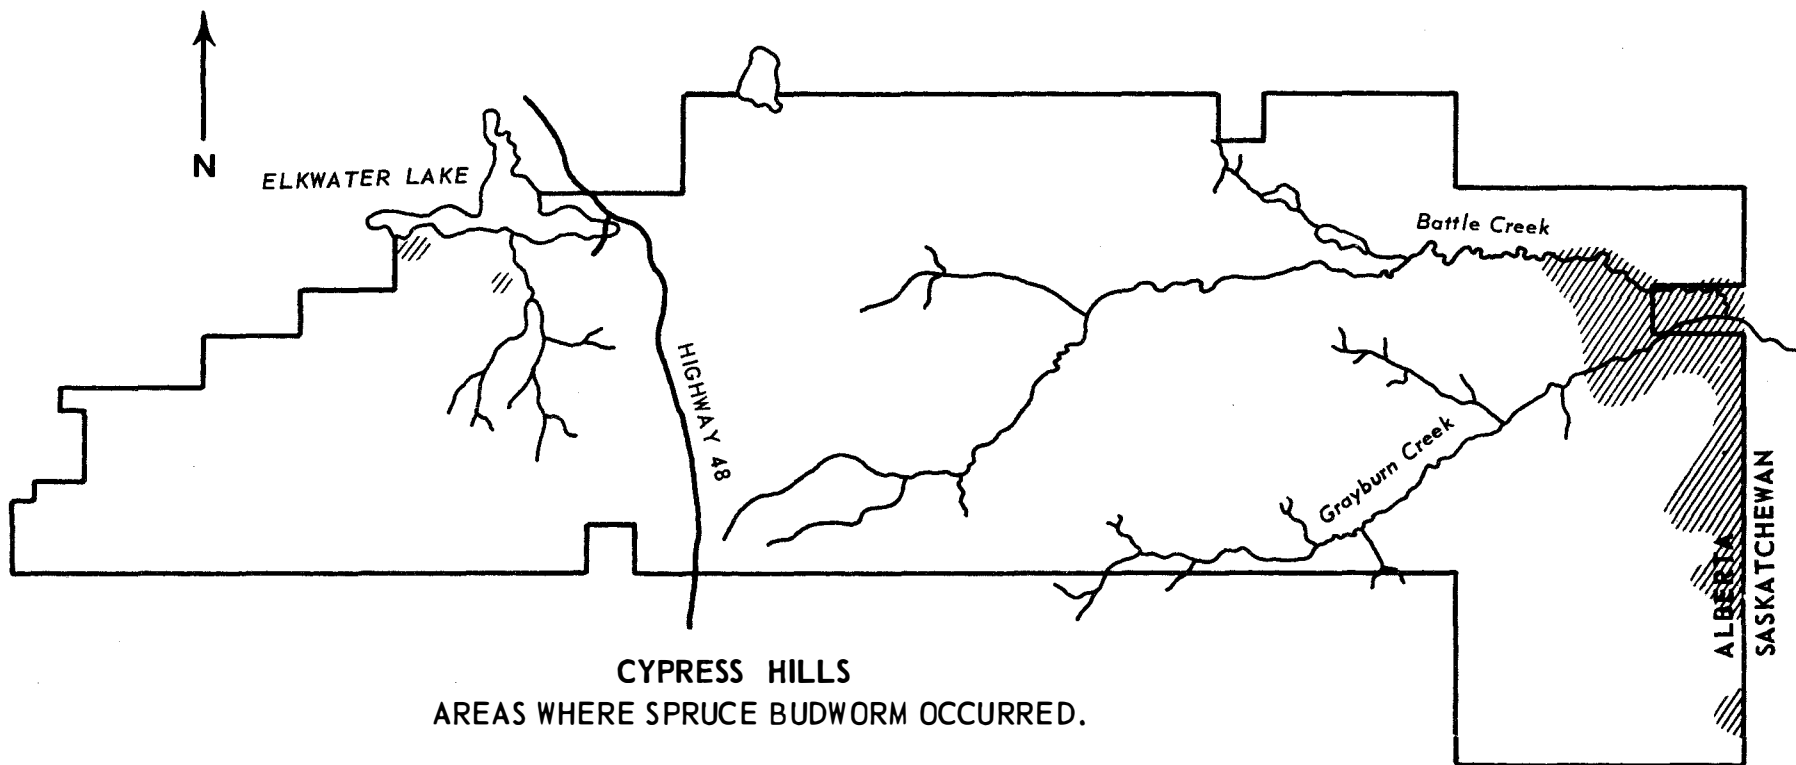 N
ELKWATER LAKE
Battle Creek
HIGHWAY 48
Grayburn Creek
ALBERTA
SASKATCHEWAN
CYPRESS HILLS
AREAS WHERE SPRUCE BUDWORM OCCURRED.